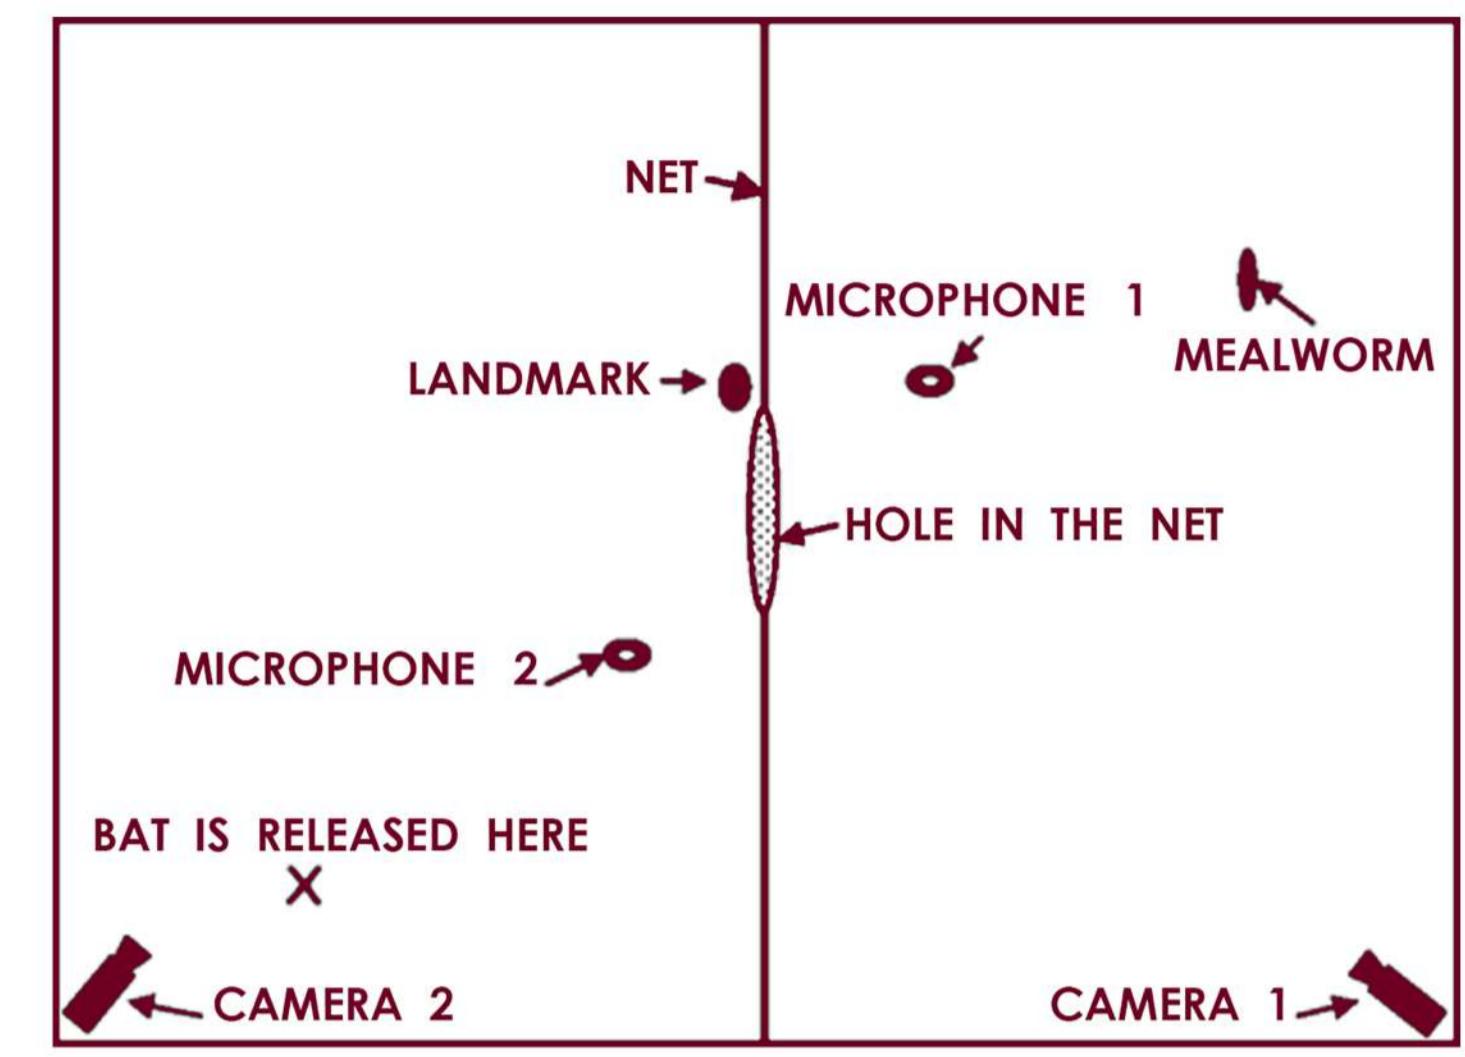 NET
MICROPHONE 1
MEALWORM
LANDMARK
HOLE IN THE NET
MICROPHONE 2
BAT IS RELEASED HERE
X
CAMERA 2
CAMERA 1